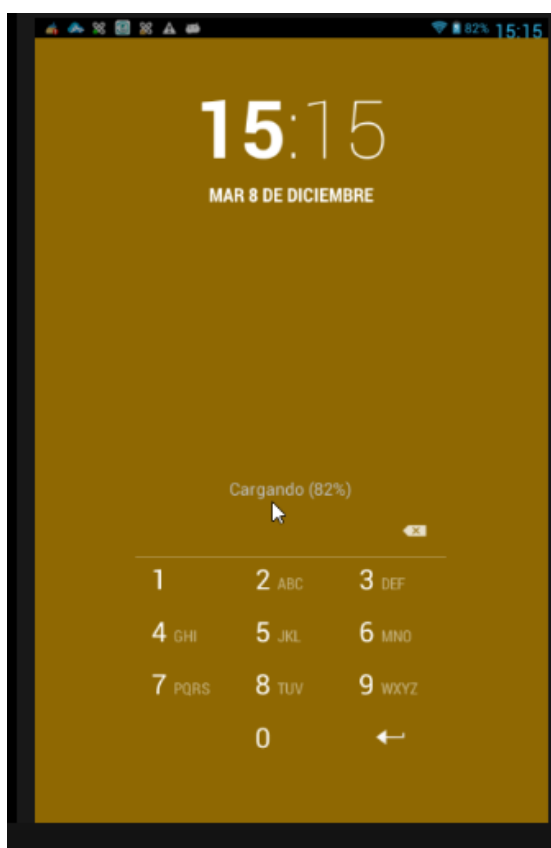 82% 15:15
15:15
MAR 8 DE DICIEMBRE
Cargando (82%)
1 2 ABC 3 DEF
4 GHI 5 JKL 6 MNO
7 PQRS 8 TUV 9 WXYZ
0